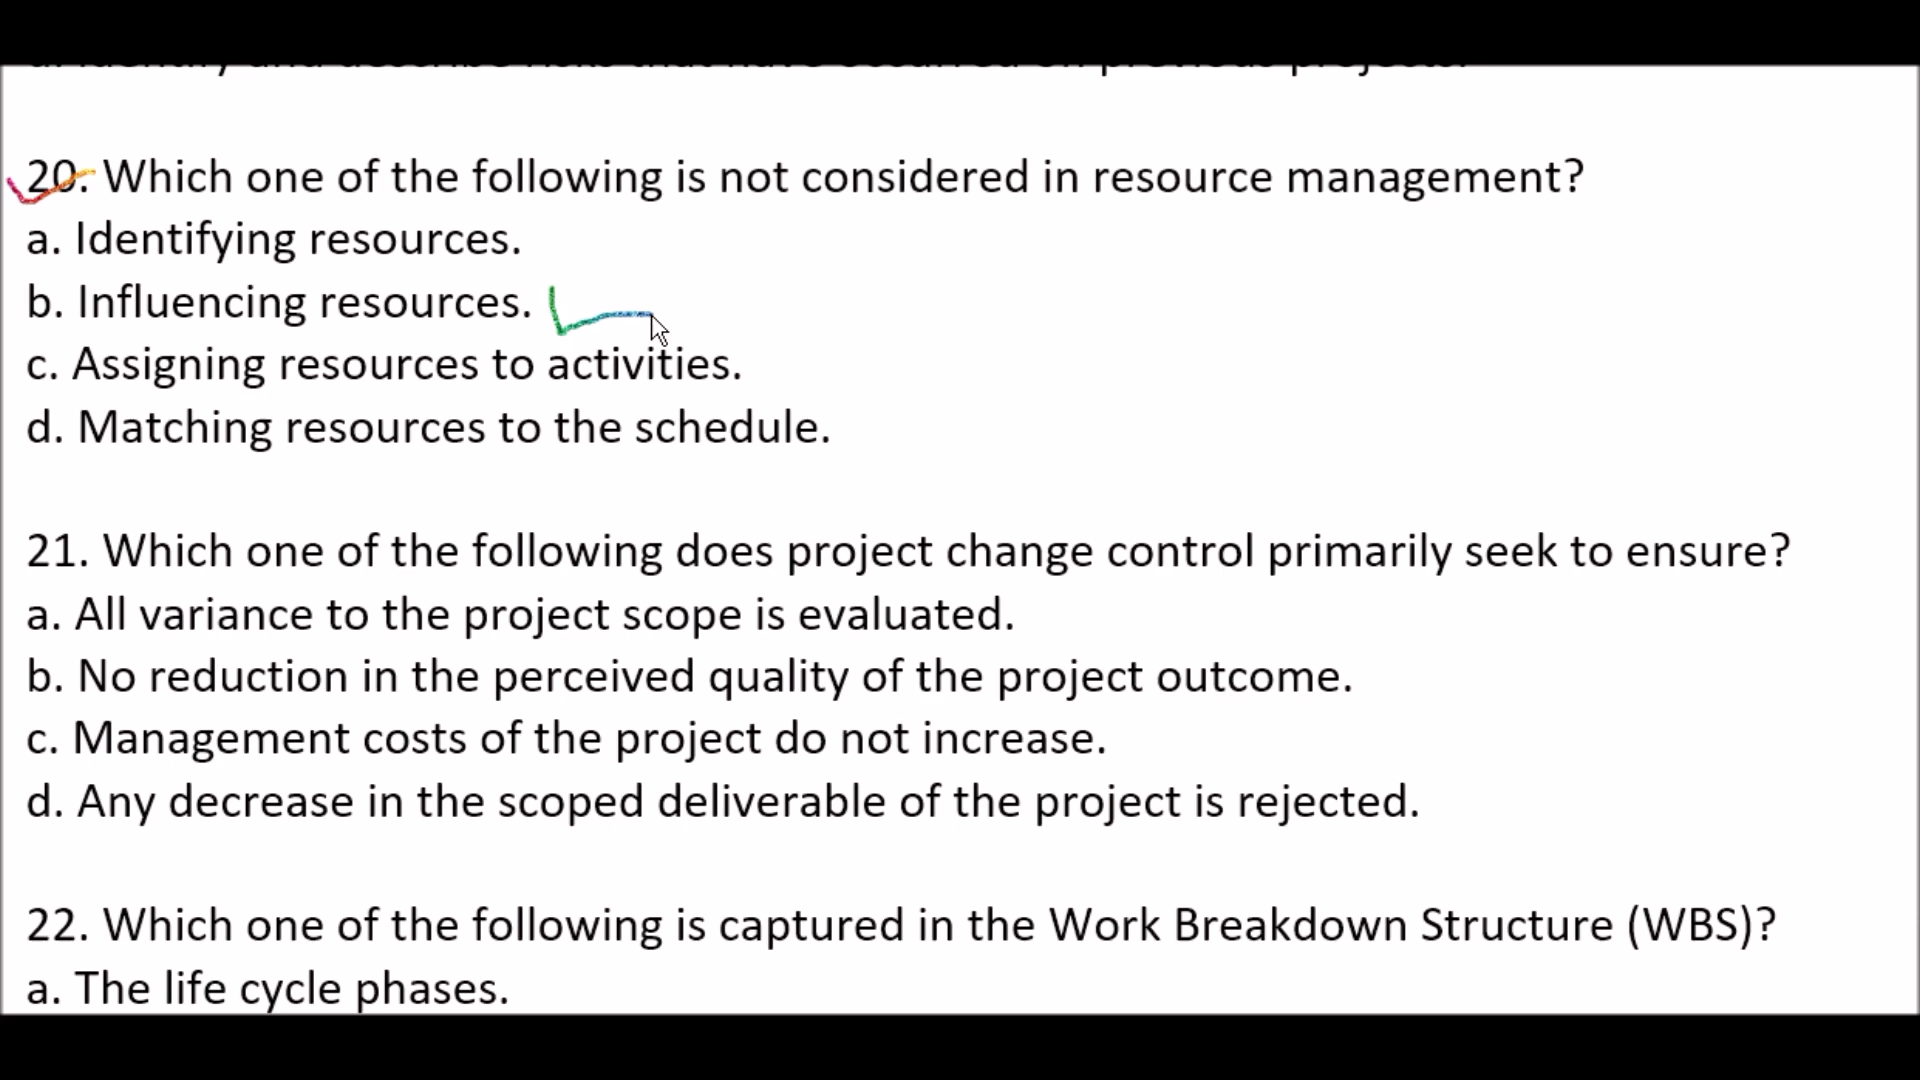 20. Which one of the following is not considered in resource management?
a. Identifying resources.
b. Influencing resources.
c. Assigning resources to activities.
d. Matching resources to the schedule.
21. Which one of the following does project change control primarily seek to ensure?
a. All variance to the project scope is evaluated.
b. No reduction in the perceived quality of the project outcome.
c. Management costs of the project do not increase.
d. Any decrease in the scoped deliverable of the project is rejected.
22. Which one of the following is captured in the Work Breakdown Structure (WBS)?
a. The life cycle phases.